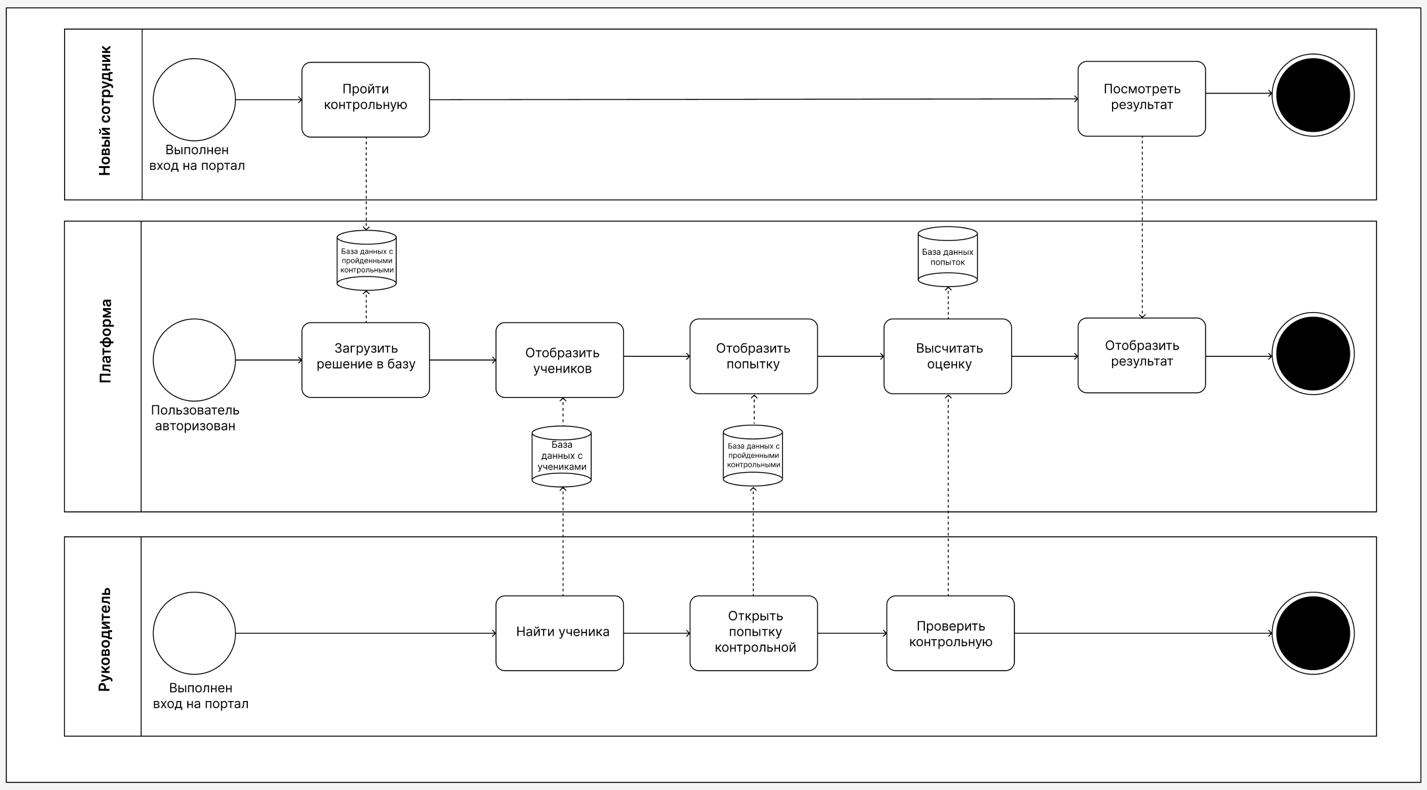 Новый сотрудник
Выполнен
вход на портал
Пройти
контрольную
Посмотреть
результат
Платформа
Пользователь
авторизован
База данных с
пройденными
контрольными
Загрузить
решение в базу
Отобразить
учеников
База
данных с
учениками
Отобразить
попытку
База данных с
пройденными
контрольными
База данных
попыток
Высчитать
оценку
Отобразить
результат
Руководитель
Выполнен
вход на портал
Найти ученика
Открыть
попытку
контрольной
Проверить
контрольную